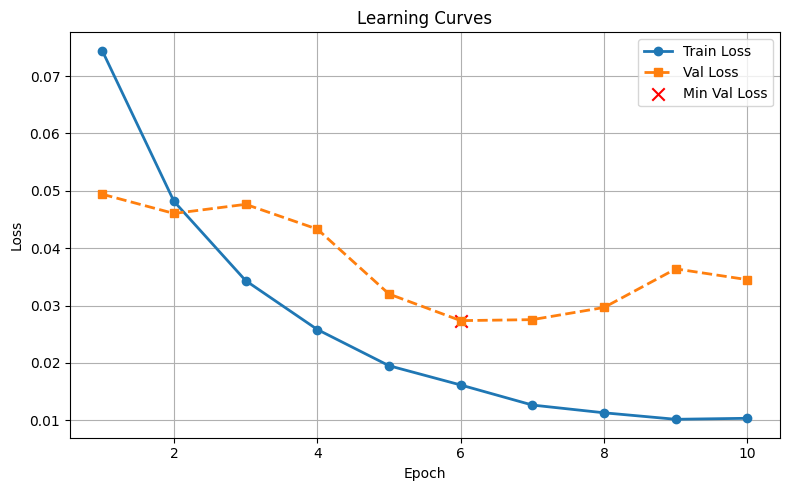 Learning Curves
Train Loss
Val Loss
Min Val Loss
0.07
0.06
0.05
0.04
0.03
0.02
0.01
Loss
2 4 6 8 10
Epoch